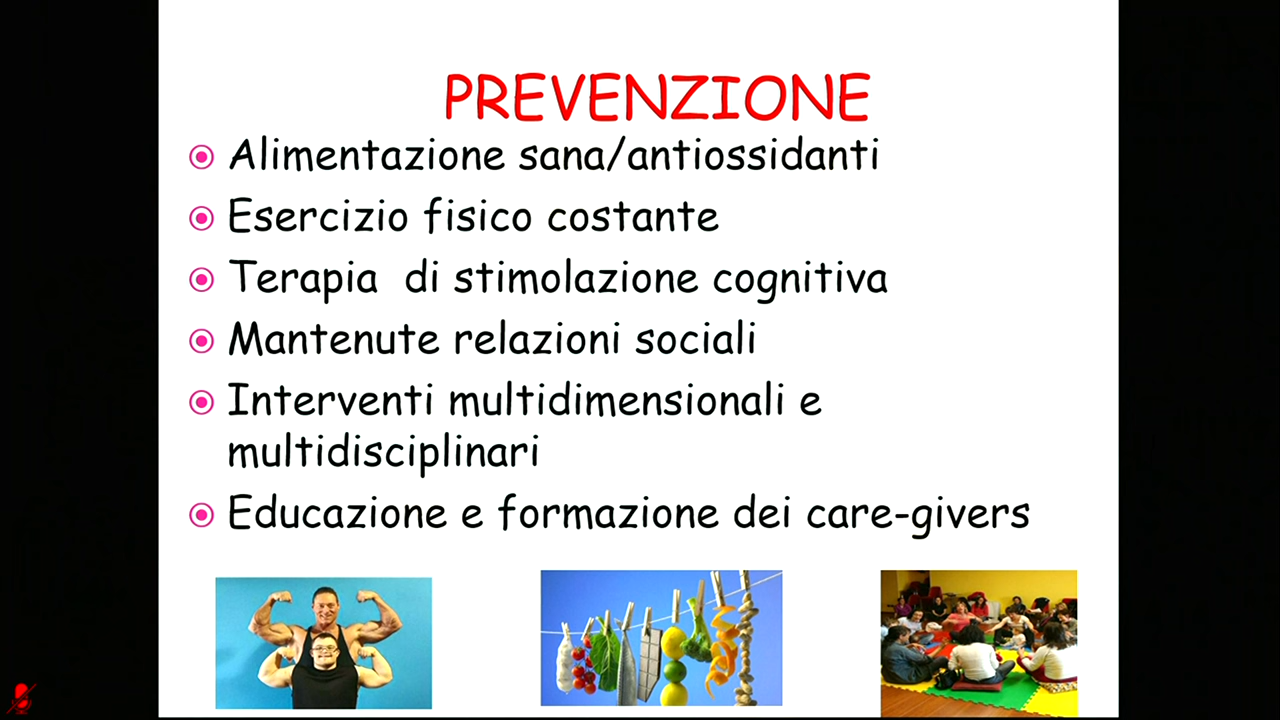 PREVENZIONE
Alimentazione sana/antiossidanti
Esercizio fisico costante
Terapia di stimolazione cognitiva
Mantenute relazioni sociali
Interventi multidimensionali e
multidisciplinari
Educazione e formazione dei care-givers